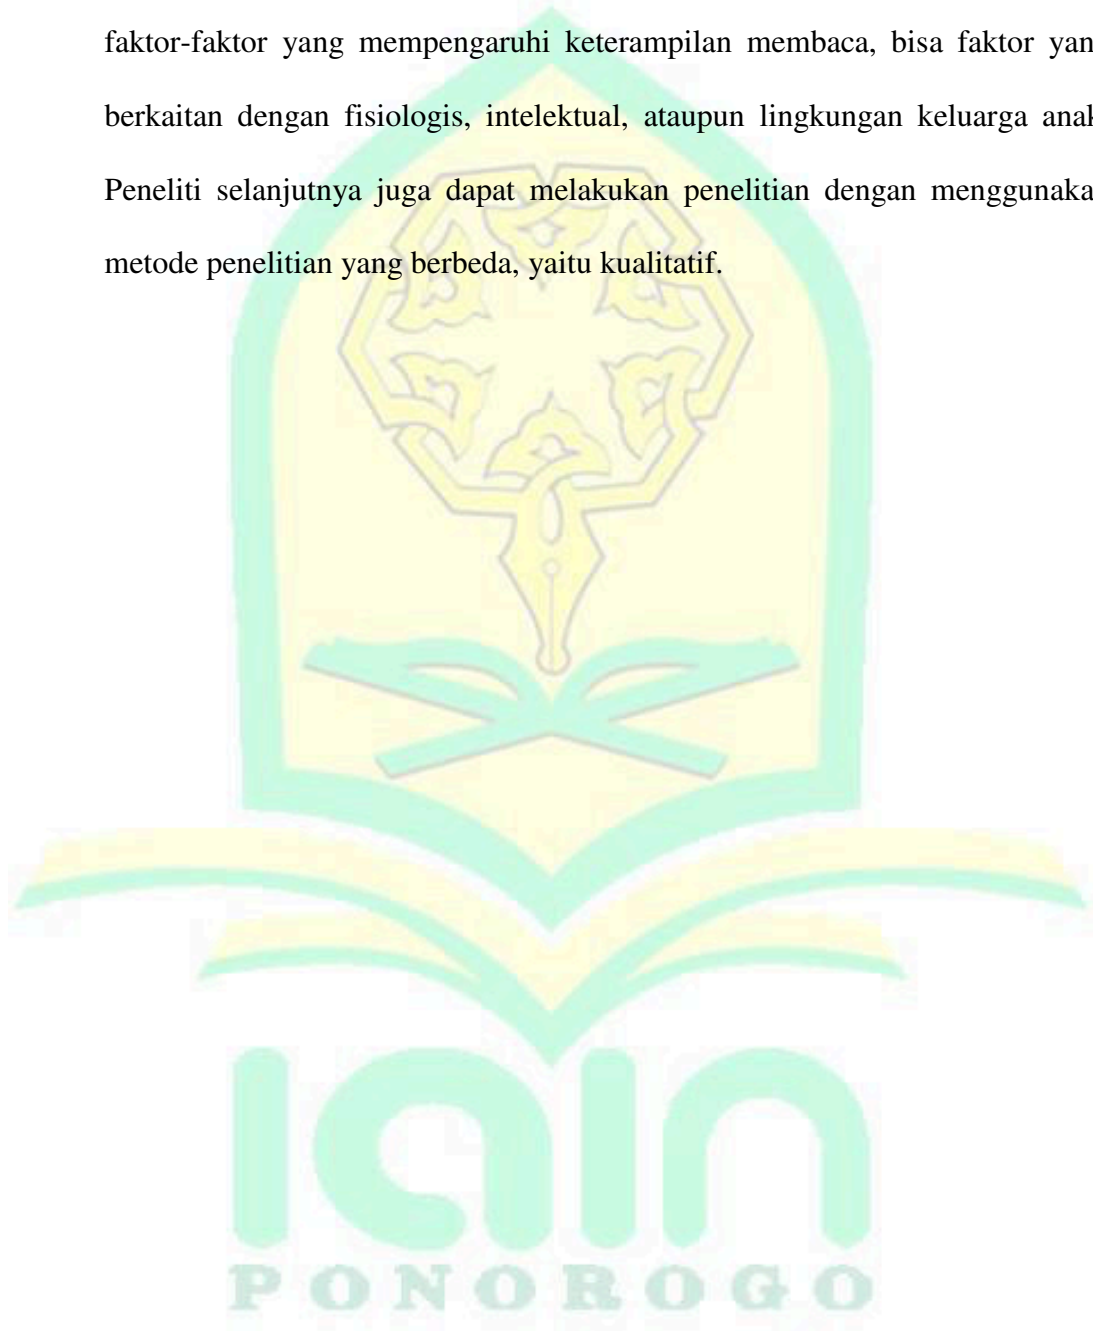 faktor-faktor yang mempengaruhi keterampilan membaca, bisa faktor yan
berkaitan dengan fisiologis, intelektual, ataupun lingkungan keluarga anak
Peneliti selanjutnya juga dapat melakukan penelitian dengan menggunaka
metode penelitian yang berbeda, yaitu kualitatif.
iain
PONOROGO